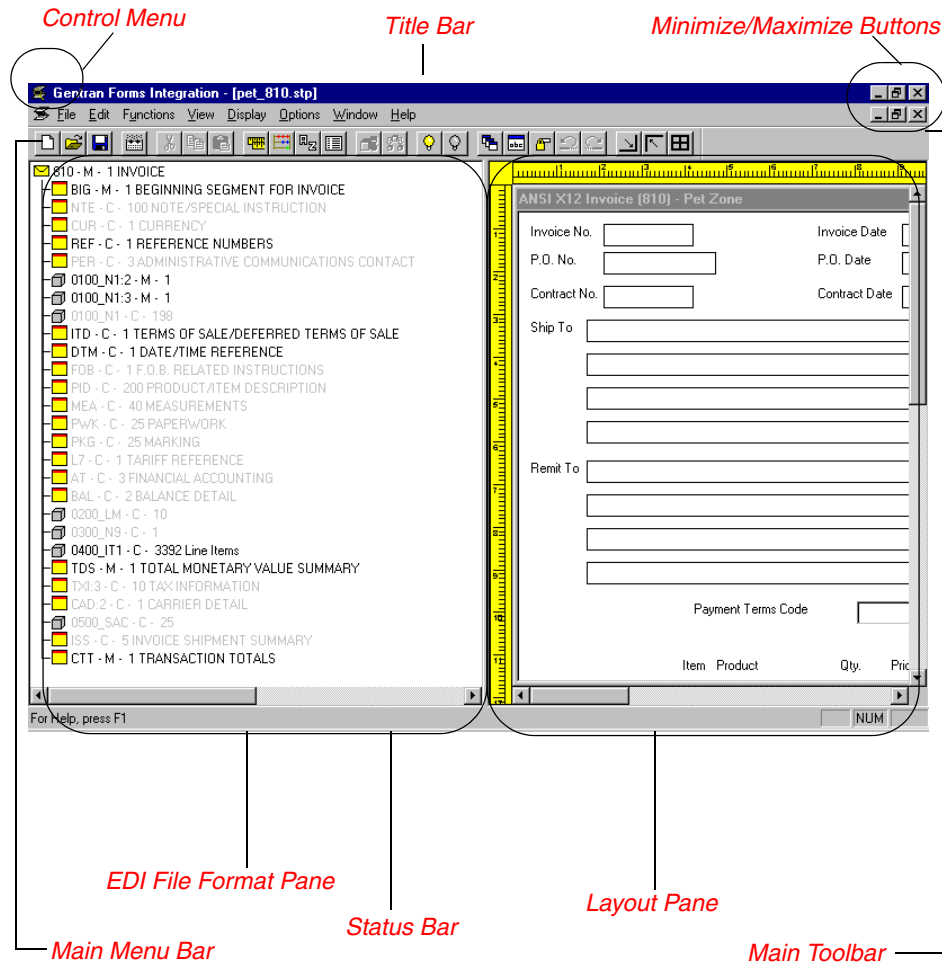 Control Menu
Title Bar
Minimize/Maximize Buttons
Gentran Forms Integration - [pet_810.stp]
File Edit Functions View Display Options Window Help
810 - M - 1 INVOICE
BIG - M - 1 BEGINNING SEGMENT FOR INVOICE
NTE - C - 100 NOTE/SPECIAL INSTRUCTION
CUR - C - 1 CURRENCY
REF - C - 1 REFERENCE NUMBERS
PER - C - 3 ADMINISTRATIVE COMMUNICATIONS CONTACT
0100_N1:2 - M - 1
0100_N1:3 - M - 1
0100_N1 - C - 198
ITD - C - 1 TERMS OF SALE/DEFERRED TERMS OF SALE
DTM - C - 1 DATE/TIME REFERENCE
FOB - C - 1 F.O.B. RELATED INSTRUCTIONS
PID - C - 200 PRODUCT/ITEM DESCRIPTION
MEA - C - 40 MEASUREMENTS
PWK - C - 25 PAPERWORK
PKG - C - 25 MARKING
L7 - C - 1 TARIFF REFERENCE
AT - C - 3 FINANCIAL ACCOUNTING
BAL - C - 2 BALANCE DETAIL
0200_LM - C - 10
0300_N9 - C - 1
0400_IT1 - C - 3392 Line Items
TDS - M - 1 TOTAL MONETARY VALUE SUMMARY
TXI:3 - C - 10 TAX INFORMATION
CAD:2 - C - 1 CARRIER DETAIL
0500_SAC - C - 25
ISS - C - 5 INVOICE SHIPMENT SUMMARY
CTT - M - 1 TRANSACTION TOTALS
ANSI X12 Invoice (810) - Pet Zone
Invoice No. Invoice Date
P.O. No. P.O. Date
Contract No. Contract Date
Ship To
Remit To
Payment Terms Code
Item Product Qty. Pric
For Help, press F1
NUM
EDI File Format Pane
Layout Pane
Status Bar
Main Menu Bar
Main Toolbar